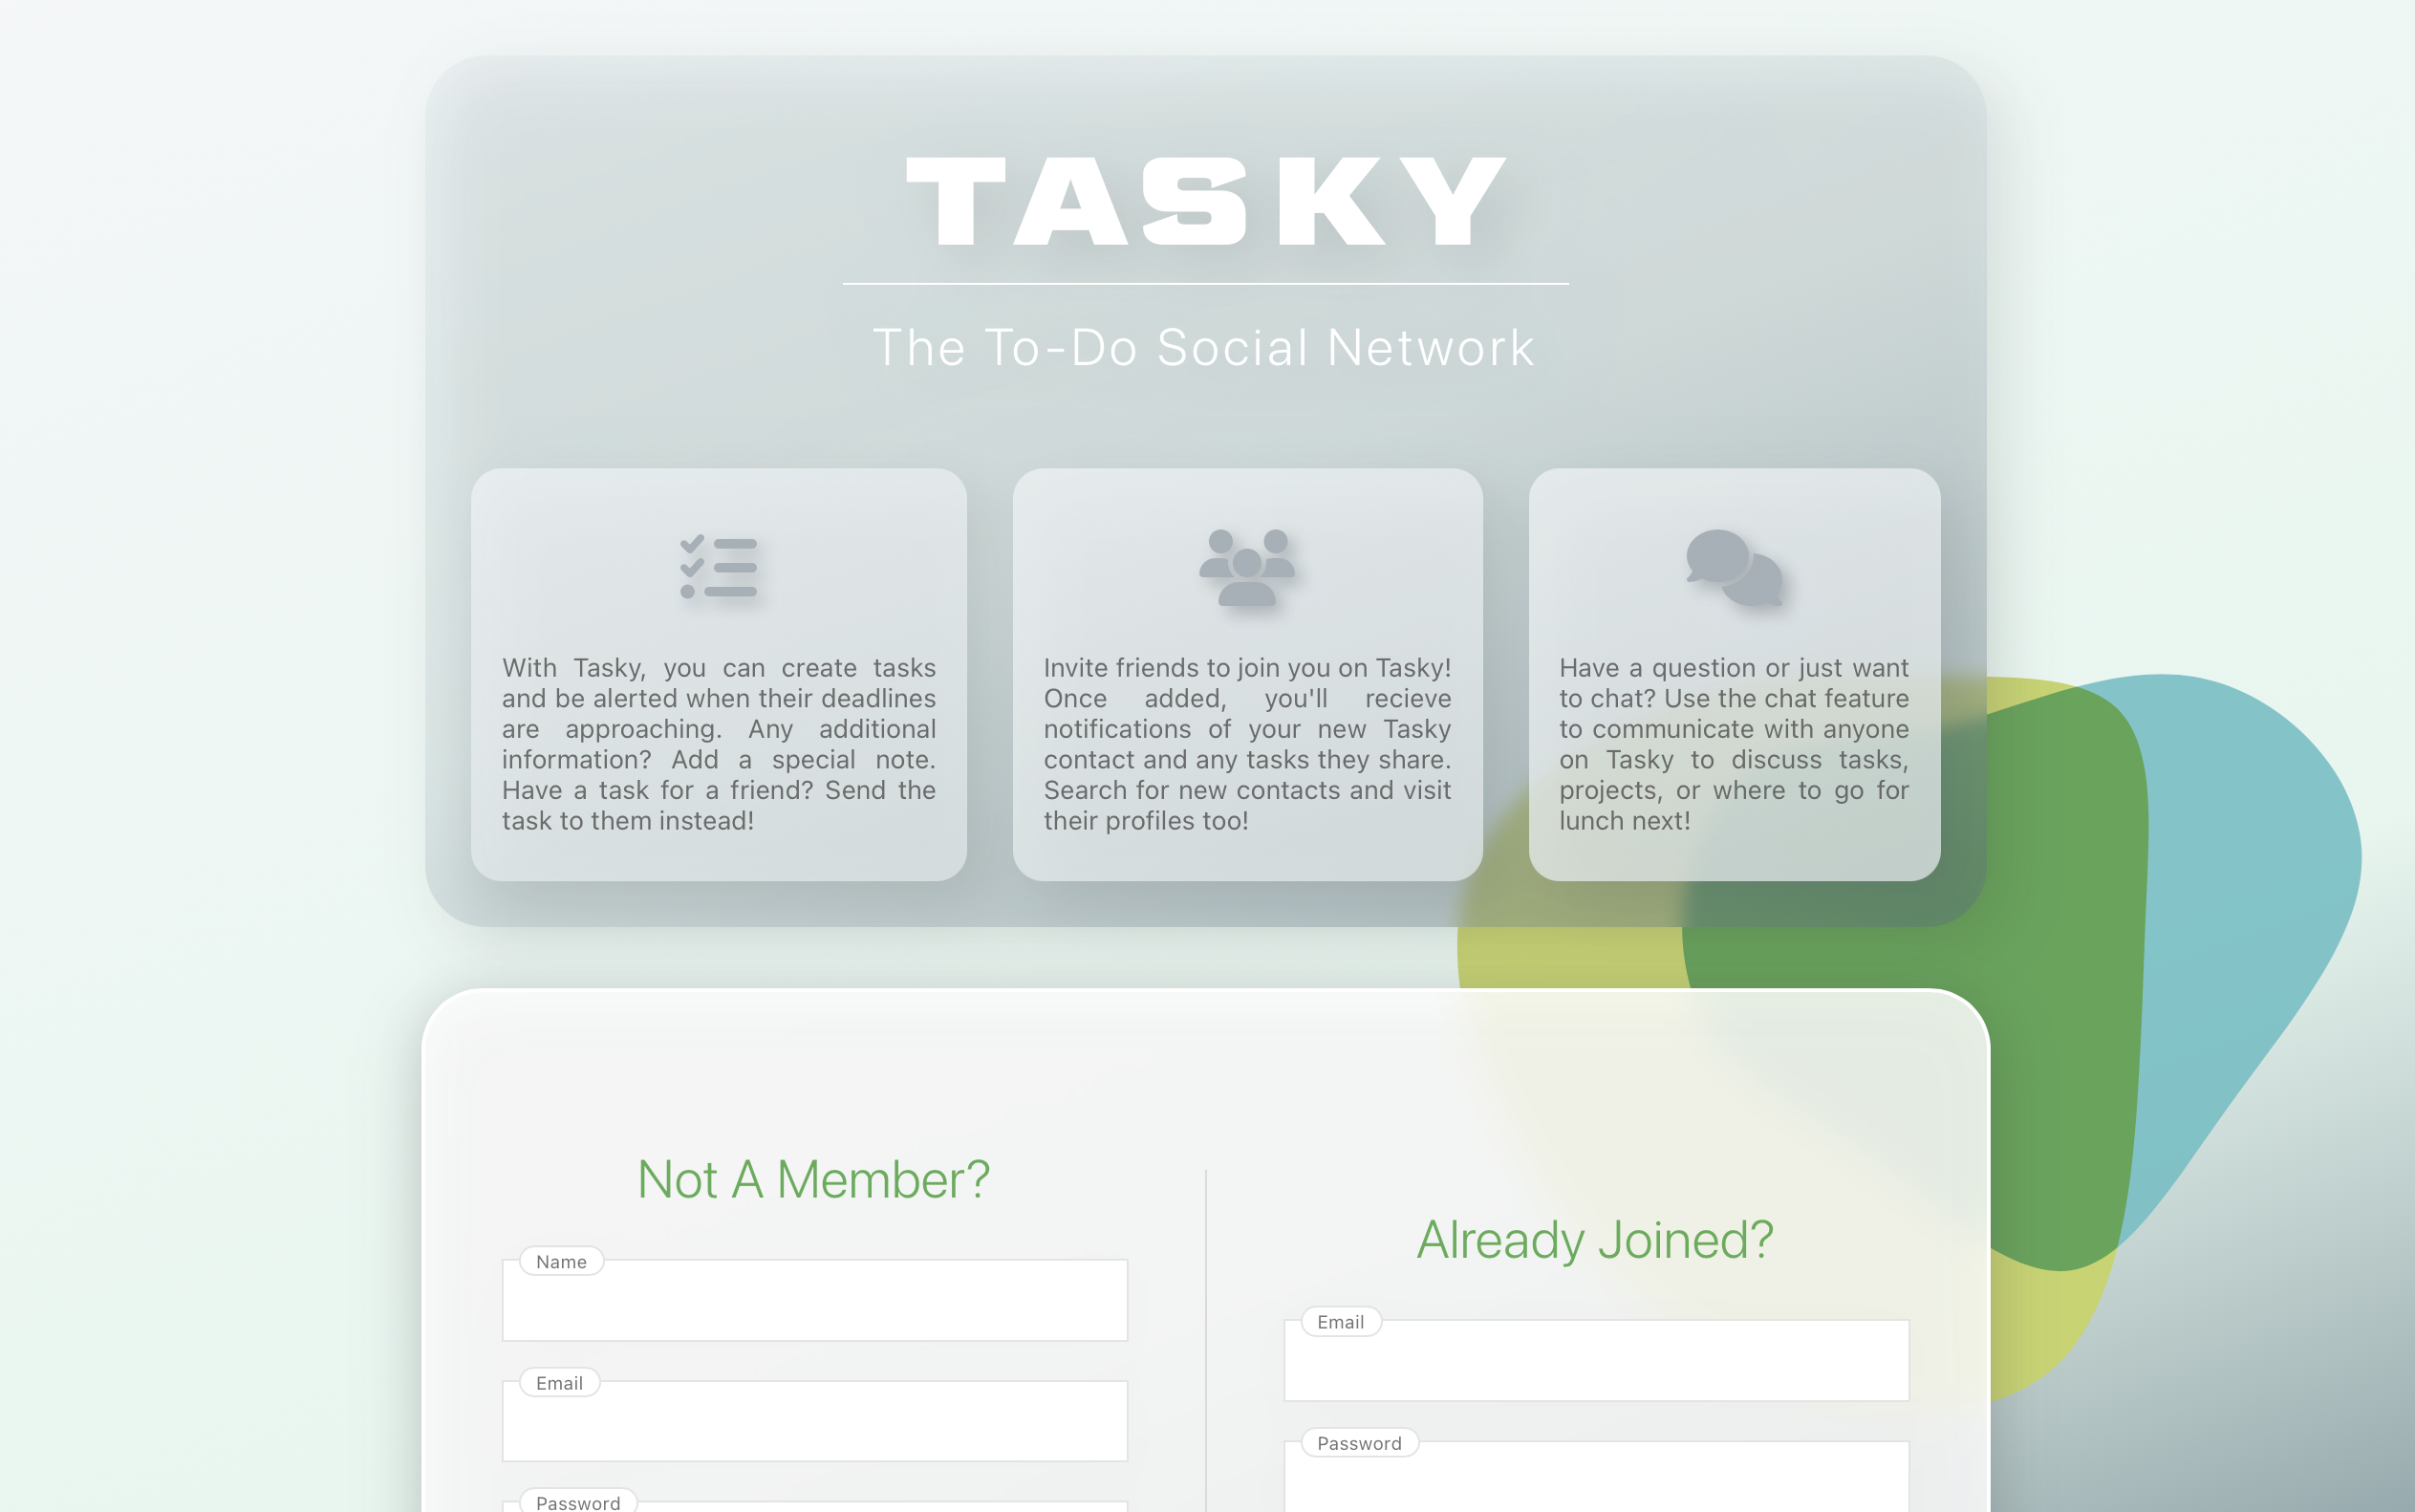 TASKY
The To-Do Social Network
With Tasky, you can create tasks
and be alerted when their deadlines
are approaching. Any additional
information? Add a special note.
Have a task for a friend? Send the
task to them instead!
Invite friends to join you on Tasky!
Once added, you'll recieve
notifications of your new Tasky
contact and any tasks they share.
Search for new contacts and visit
their profiles too!
Have a question or just want
to chat? Use the chat feature
to communicate with anyone
on Tasky to discuss tasks,
projects, or where to go for
lunch next!
Not A Member?
Name
Email
Password
Already Joined?
Email
Password